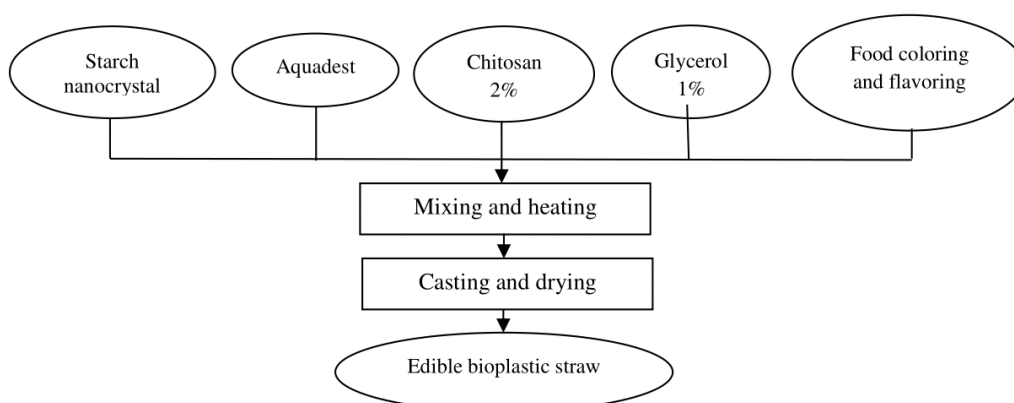 Starch
nanocrystal
Aquadest
Chitosan
2%
Glycerol
1%
Food coloring
and flavoring
Mixing and heating
Casting and drying
Edible bioplastic straw